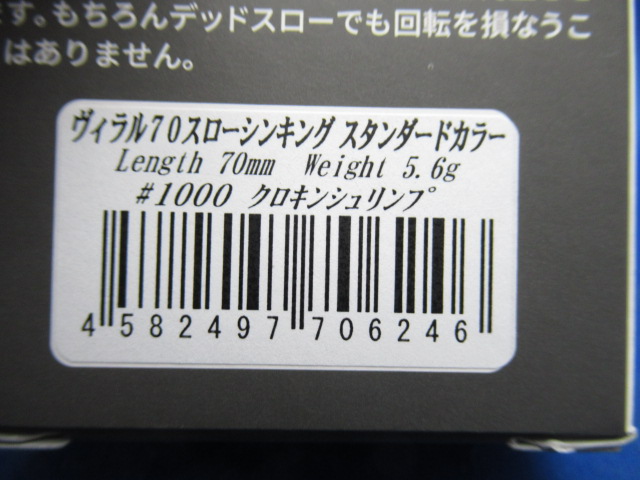 ます。もちろんデッドスローでも回転を損なうこ
はありません。
ヴィラル70スローシンキング スタンダードカラー
Length 70mm Weight 5.6g
#1000 クロキンシュリンプ
4 582497 706246